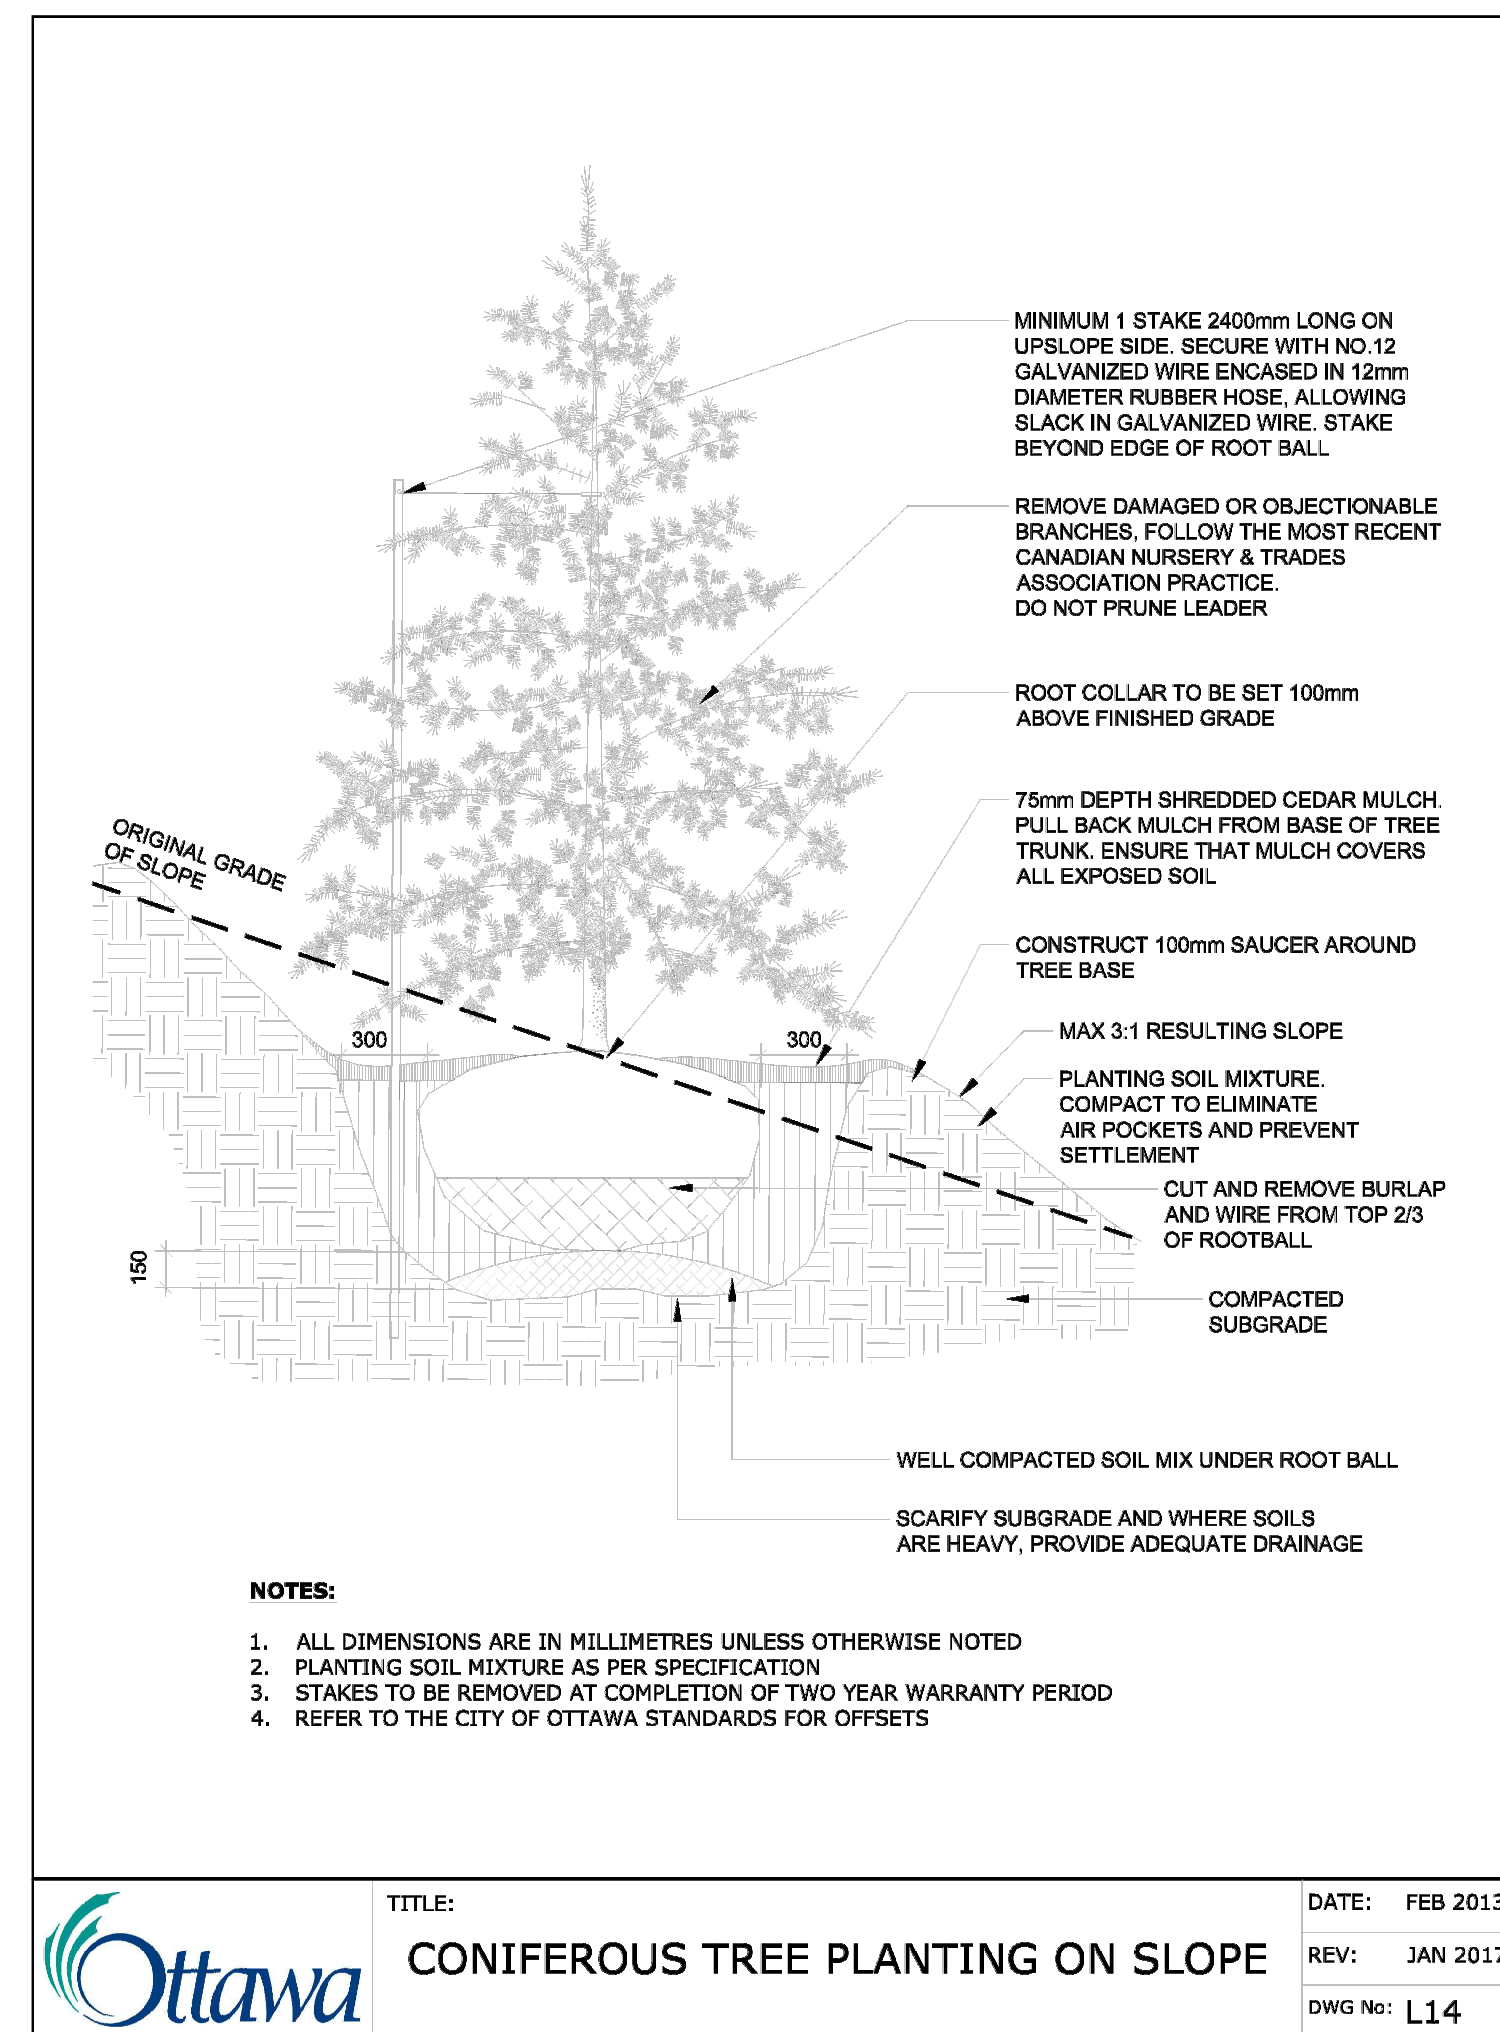 MINIMUM 1 STAKE 2400mm LONG ON
UPSLOPE SIDE. SECURE WITH NO.12
GALVANIZED WIRE ENCASED IN 12mm
DIAMETER RUBBER HOSE, ALLOWING
SLACK IN GALVANIZED WIRE. STAKE
BEYOND EDGE OF ROOT BALL
REMOVE DAMAGED OR OBJECTIONABLE
BRANCHES, FOLLOW THE MOST RECENT
CANADIAN NURSERY & TRADES
ASSOCIATION PRACTICE.
DO NOT PRUNE LEADER
ROOT COLLAR TO BE SET 100mm
ABOVE FINISHED GRADE
75mm DEPTH SHREDDED CEDAR MULCH.
PULL BACK MULCH FROM BASE OF TREE
TRUNK. ENSURE THAT MULCH COVERS
ALL EXPOSED SOIL
ORIGINAL GRADE
OF SLOPE
CONSTRUCT 100mm SAUCER AROUND
TREE BASE
300
300
MAX 3:1 RESULTING SLOPE
PLANTING SOIL MIXTURE.
COMPACT TO ELIMINATE
AIR POCKETS AND PREVENT
SETTLEMENT
CUT AND REMOVE BURLAP
AND WIRE FROM TOP 2/3
OF ROOTBALL
150
COMPACTED
SUBGRADE
WELL COMPACTED SOIL MIX UNDER ROOT BALL
SCARIFY SUBGRADE AND WHERE SOILS
ARE HEAVY, PROVIDE ADEQUATE DRAINAGE
NOTES:
1. ALL DIMENSIONS ARE IN MILLIMETRES UNLESS OTHERWISE NOTED
2. PLANTING SOIL MIXTURE AS PER SPECIFICATION
3. STAKES TO BE REMOVED AT COMPLETION OF TWO YEAR WARRANTY PERIOD
4. REFER TO THE CITY OF OTTAWA STANDARDS FOR OFFSETS
Ottawa
TITLE:
CONIFEROUS TREE PLANTING ON SLOPE
DATE: FEB 2013
REV: JAN 2017
DWG No: L14